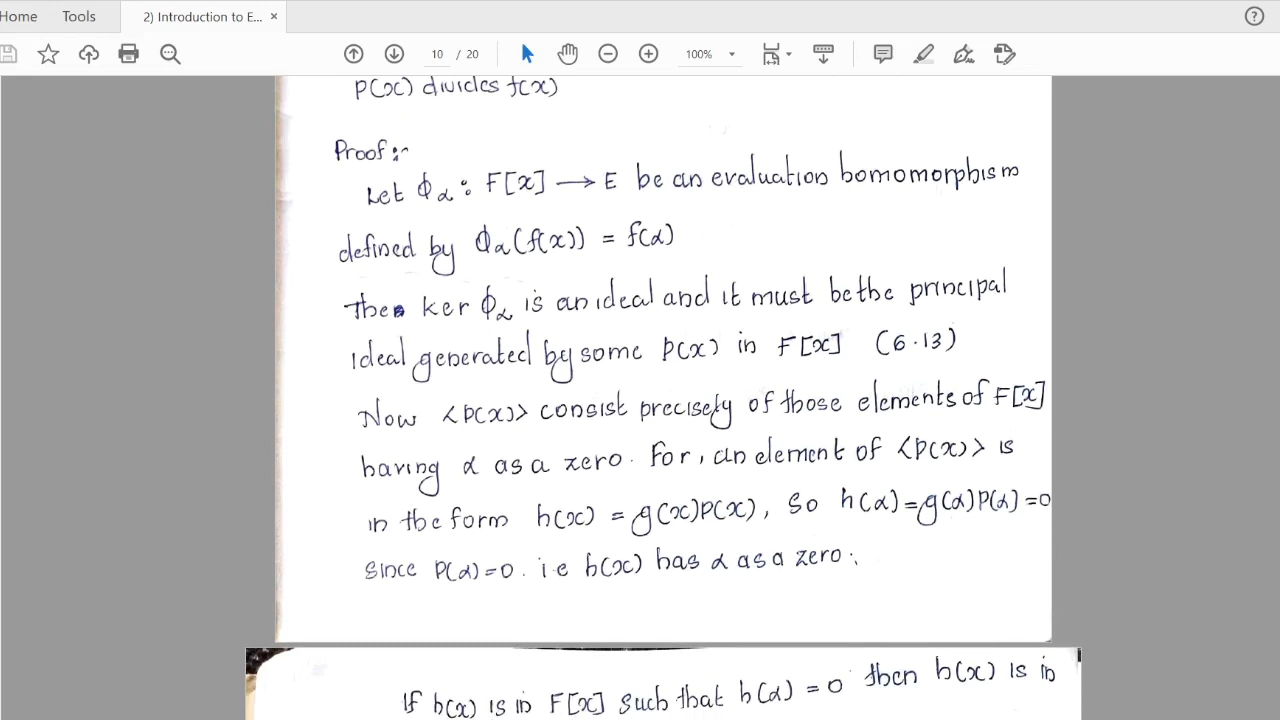 Home Tools 2) Introduction to E... ×
10 / 20 100%
P(x) divides f(x)
Proof:-
Let Φα : F[x] → E be an evaluation homomorphism
defined by Φα(f(x)) = f(α)
Then ker Φα is an ideal and it must be the principal
ideal generated by some P(x) in F[x] (6.13)
Now <P(x)> consist precisely of those elements of F[x]
having α as a zero. For, an element of <P(x)> is
in the form h(x) = g(x)P(x), so h(α)=g(α)P(α)=0
since P(α)=0. i.e h(x) has α as a zero.
If h(x) is in F[x] such that h(α) = 0 then h(x) is in